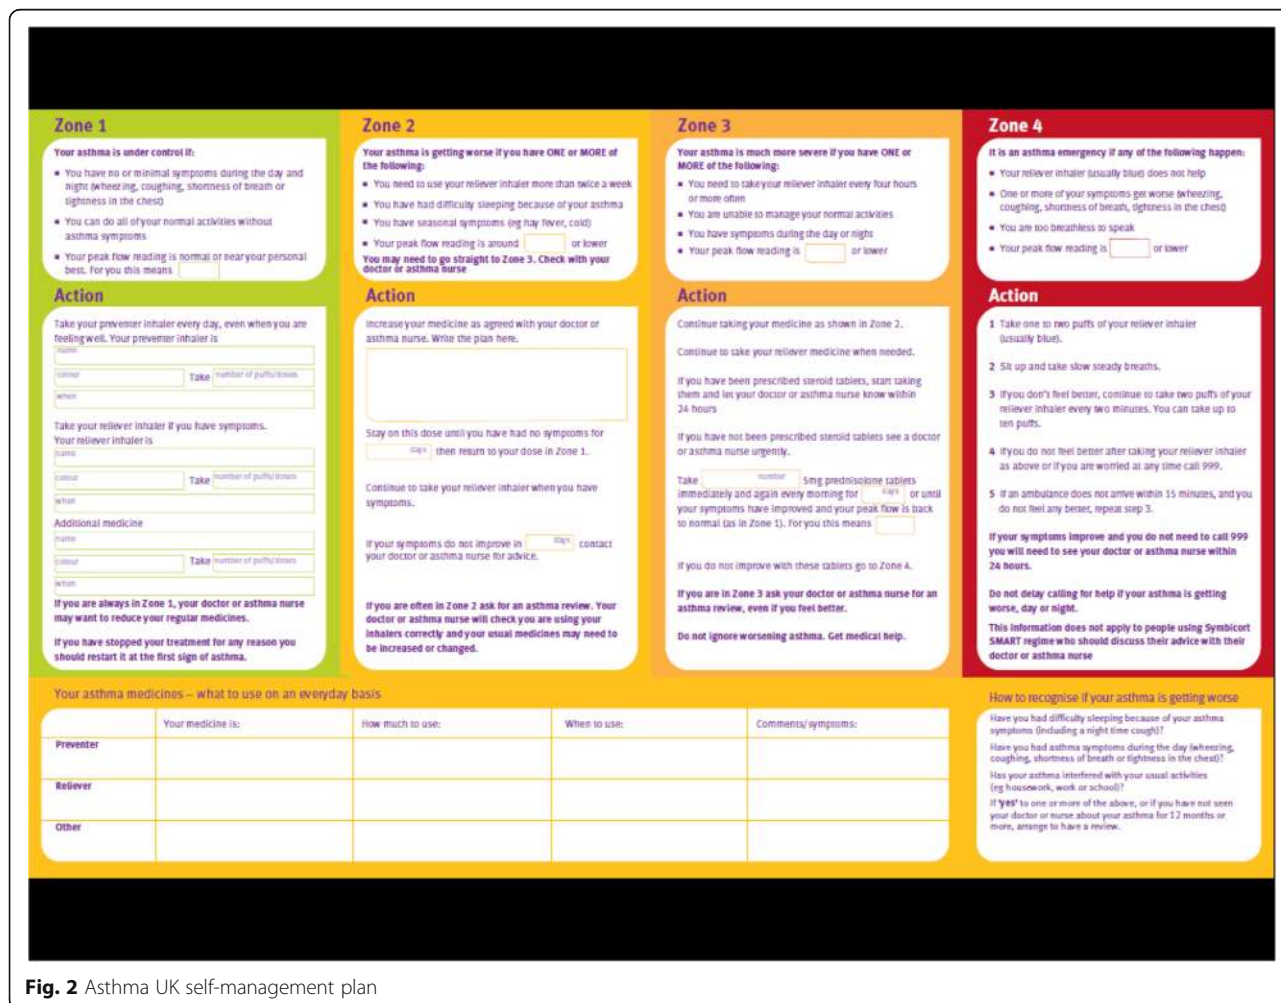 Zone 1
Your asthma is under control if:
▪ You have no or minimal symptoms during the day and
night (wheezing, coughing, shortness of breath or
tightness in the chest)
▪ You can do all of your normal activities without
asthma symptoms
▪ Your peak flow reading is normal or near your personal
best. For you this means
Action
Take your preventer inhaler every day, even when you are
feeling well. Your preventer inhaler is
name
colour
Take number of puffs/doses
when
Take your reliever inhaler if you have symptoms.
Your reliever inhaler is
name
colour
Take number of puffs/doses
when
Additional medicine
name
colour
Take number of puffs/doses
when
If you are always in Zone 1, your doctor or asthma nurse
may want to reduce your regular medicines.
If you have stopped your treatment for any reason you
should restart it at the first sign of asthma.
Zone 2
Your asthma is getting worse if you have ONE or MORE of
the following:
▪ You need to use your reliever inhaler more than twice a week
▪ You have had difficulty sleeping because of your asthma
▪ You have seasonal symptoms (eg hay fever, cold)
▪ Your peak flow reading is around or lower
You may need to go straight to Zone 3. Check with your
doctor or asthma nurse
Action
Increase your medicine as agreed with your doctor or
asthma nurse. Write the plan here.
Stay on this dose until you have had no symptoms for
days then return to your dose in Zone 1.
Continue to take your reliever inhaler when you have
symptoms.
If your symptoms do not improve in days contact
your doctor or asthma nurse for advice.
If you are often in Zone 2 ask for an asthma review. Your
doctor or asthma nurse will check you are using your
inhalers correctly and your usual medicines may need to
be increased or changed.
Zone 3
Your asthma is much more severe if you have ONE or
MORE of the following:
▪ You need to take your reliever inhaler every four hours
or more often
▪ You are unable to manage your normal activities
▪ You have symptoms during the day or night
▪ Your peak flow reading is or lower
Action
Continue taking your medicine as shown in Zone 2.
Continue to take your reliever medicine when needed.
If you have been prescribed steroid tablets, start taking
them and let your doctor or asthma nurse know within
24 hours
If you have not been prescribed steroid tablets see a doctor
or asthma nurse urgently.
Take number 5mg prednisolone tablets
immediately and again every morning for days or until
your symptoms have improved and your peak flow is back
to normal (as in Zone 1). For you this means
If you do not improve with these tablets go to Zone 4.
If you are in Zone 3 ask your doctor or asthma nurse for an
asthma review, even if you feel better.
Do not ignore worsening asthma. Get medical help.
Zone 4
It is an asthma emergency if any of the following happen:
▪ Your reliever inhaler (usually blue) does not help
▪ One or more of your symptoms get worse (wheezing,
coughing, shortness of breath, tightness in the chest)
▪ You are too breathless to speak
▪ Your peak flow reading is or lower
Action
1 Take one to two puffs of your reliever inhaler
(usually blue).
2 Sit up and take slow steady breaths.
3 If you don't feel better, continue to take two puffs of your
reliever inhaler every two minutes. You can take up to
ten puffs.
4 If you do not feel better after taking your reliever inhaler
as above or if you are worried at any time call 999.
5 If an ambulance does not arrive within 15 minutes, and you
do not feel any better, repeat step 3.
If your symptoms improve and you do not need to call 999
you will need to see your doctor or asthma nurse within
24 hours.
Do not delay calling for help if your asthma is getting
worse, day or night.
This information does not apply to people using Symbicort
SMART regime who should discuss their advice with their
doctor or asthma nurse
Your asthma medicines – what to use on an everyday basis
Your medicine is: How much to use: When to use: Comments/symptoms:
Preventer
Reliever
Other
How to recognise if your asthma is getting worse
Have you had difficulty sleeping because of your asthma
symptoms (including a night time cough)?
Have you had asthma symptoms during the day (wheezing,
coughing, shortness of breath or tightness in the chest)?
Has your asthma interfered with your usual activities
(eg housework, work or school)?
If 'yes' to one or more of the above, or if you have not seen
your doctor or nurse about your asthma for 12 months or
more, arrange to have a review.
Fig. 2 Asthma UK self-management plan